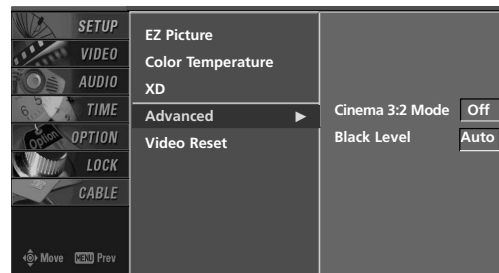 SETUP
VIDEO
AUDIO
TIME
OPTION
LOCK
CABLE
Move MENU Prev
EZ Picture
Color Temperature
XD
Advanced ▶
Video Reset
Cinema 3:2 Mode Off
Black Level Auto
Option